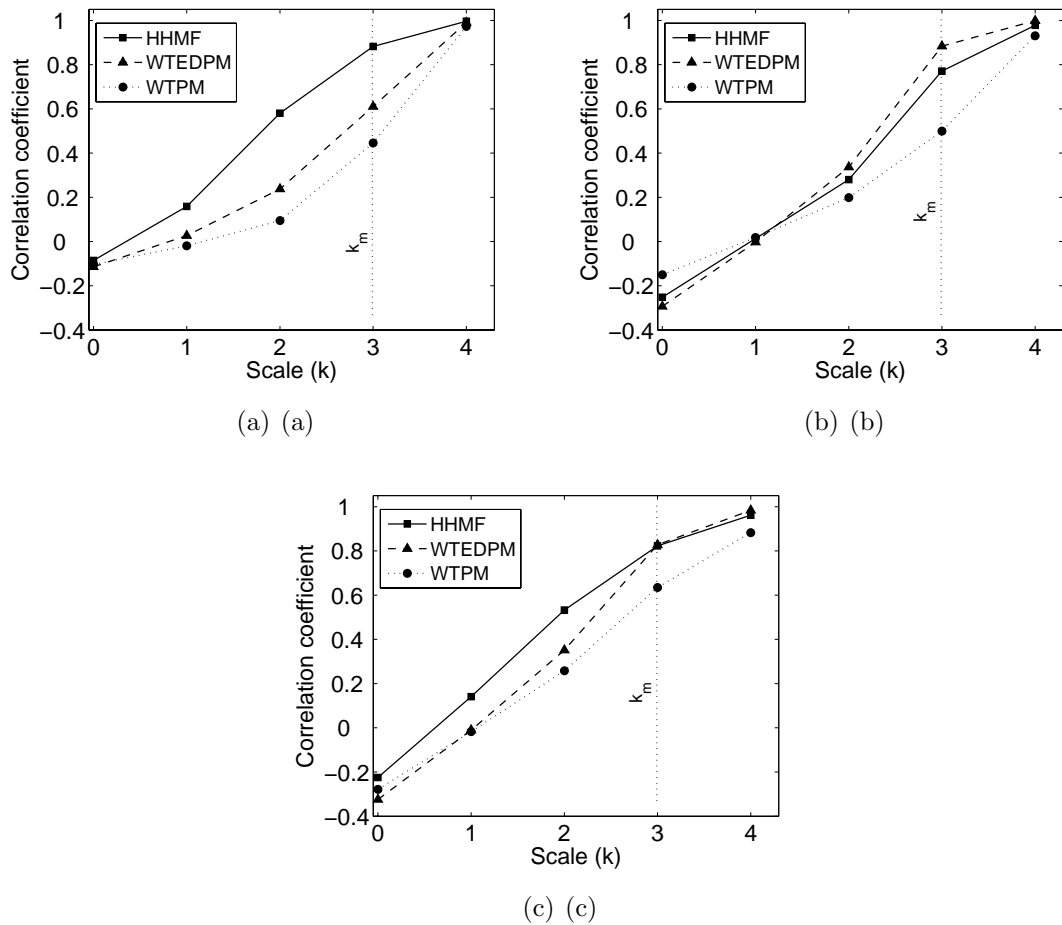 1
0.8
0.6
0.4
0.2
0
−0.2
−0.4
Correlation coefficient
HHMF
WTEDPM
WTPM
k_m
0 1 2 3 4
Scale (k)
(a) (a)
1
0.8
0.6
0.4
0.2
0
−0.2
−0.4
Correlation coefficient
HHMF
WTEDPM
WTPM
k_m
0 1 2 3 4
Scale (k)
(b) (b)
1
0.8
0.6
0.4
0.2
0
−0.2
−0.4
Correlation coefficient
HHMF
WTEDPM
WTPM
k_m
0 1 2 3 4
Scale (k)
(c) (c)